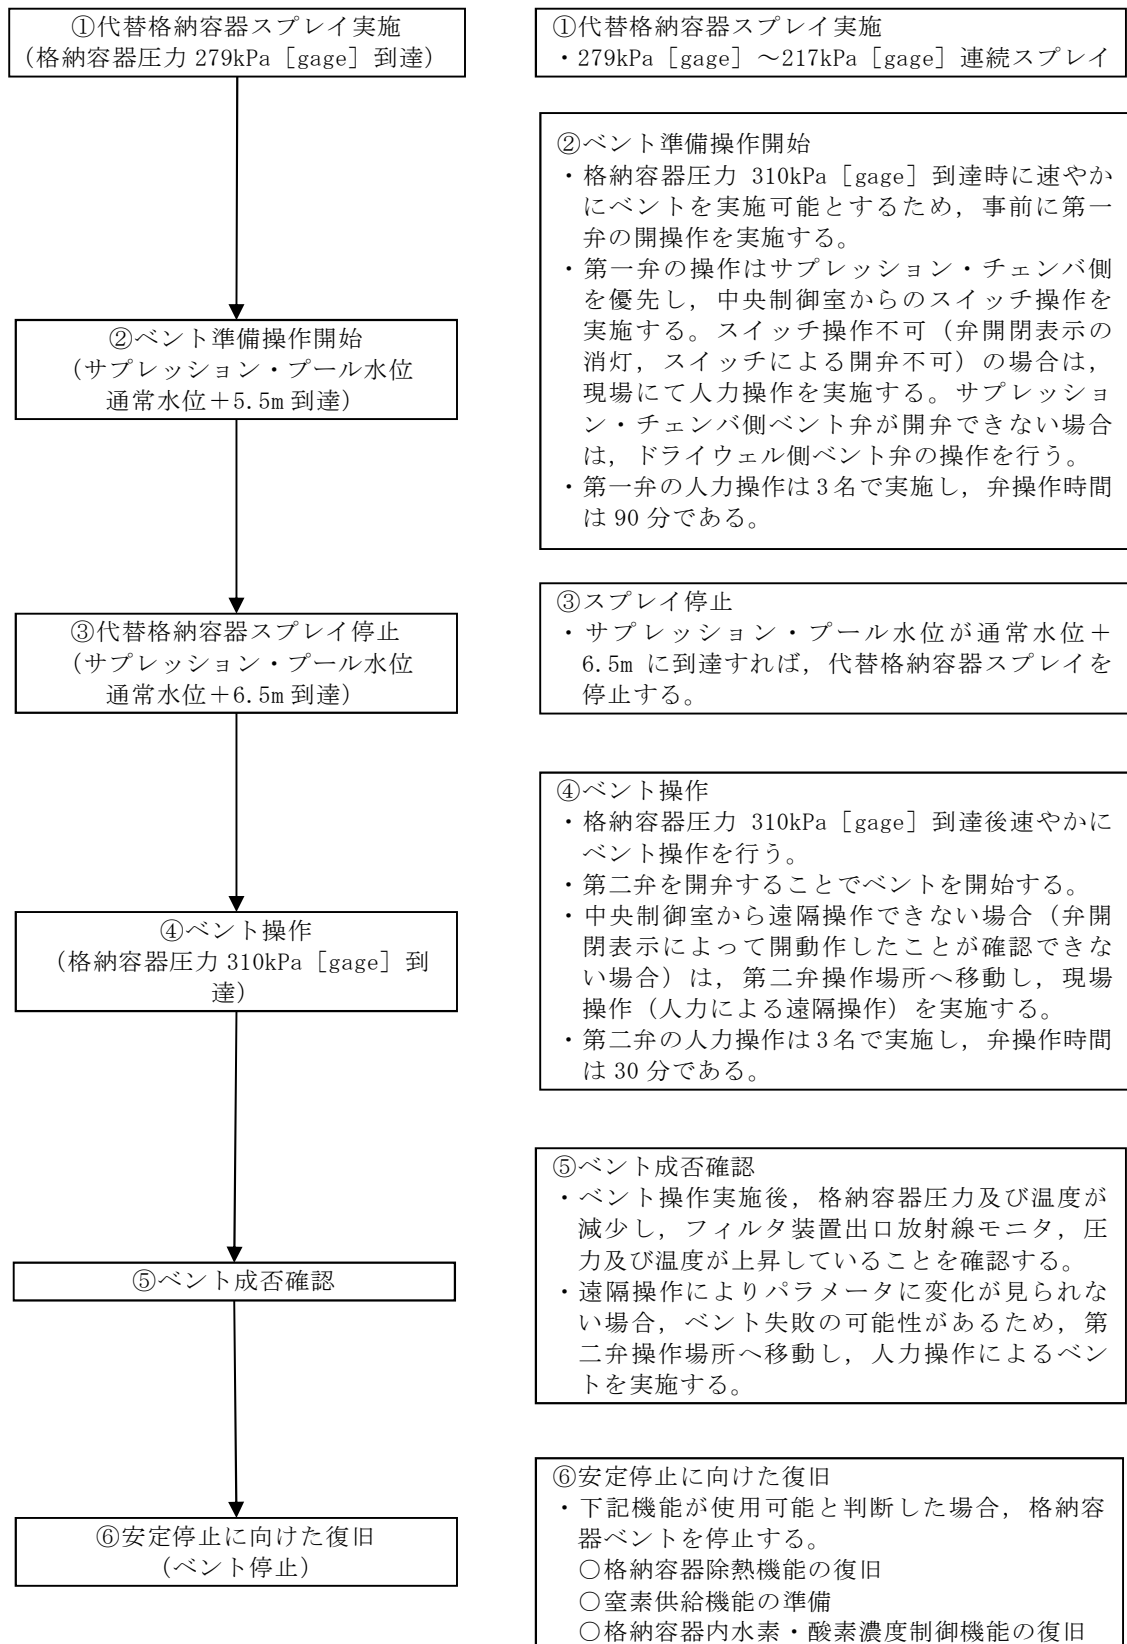 ①代替格納容器スプレイ実施
（格納容器圧力 279kPa［gage］到達）
①代替格納容器スプレイ実施
・279kPa［gage］～217kPa［gage］連続スプレイ
②ベント準備操作開始
（サプレッション・プール水位
通常水位＋5.5m 到達）
②ベント準備操作開始
・格納容器圧力 310kPa［gage］到達時に速やか
にベントを実施可能とするため，事前に第一
弁の開操作を実施する。
・第一弁の操作はサプレッション・チェンバ側
を優先し，中央制御室からのスイッチ操作を
実施する。スイッチ操作不可（弁開閉表示の
消灯，スイッチによる開弁不可）の場合は，
現場にて人力操作を実施する。サプレッショ
ン・チェンバ側ベント弁が開弁できない場合
は，ドライウェル側ベント弁の操作を行う。
・第一弁の人力操作は3名で実施し，弁操作時間
は 90 分である。
③代替格納容器スプレイ停止
（サプレッション・プール水位
通常水位＋6.5m 到達）
③スプレイ停止
・サプレッション・プール水位が通常水位＋
6.5m に到達すれば，代替格納容器スプレイを
停止する。
④ベント操作
（格納容器圧力 310kPa［gage］到
達）
④ベント操作
・格納容器圧力 310kPa［gage］到達後速やかに
ベント操作を行う。
・第二弁を開弁することでベントを開始する。
・中央制御室から遠隔操作できない場合（弁開
閉表示によって開動作したことが確認できな
い場合）は，第二弁操作場所へ移動し，現場
操作（人力による遠隔操作）を実施する。
・第二弁の人力操作は3名で実施し，弁操作時間
は 30 分である。
⑤ベント成否確認
⑤ベント成否確認
・ベント操作実施後，格納容器圧力及び温度が
減少し，フィルタ装置出口放射線モニタ，圧
力及び温度が上昇していることを確認する。
・遠隔操作によりパラメータに変化が見られな
い場合，ベント失敗の可能性があるため，第
二弁操作場所へ移動し，人力操作によるベン
トを実施する。
⑥安定停止に向けた復旧
（ベント停止）
⑥安定停止に向けた復旧
・下記機能が使用可能と判断した場合，格納容
器ベントを停止する。
○格納容器除熱機能の復旧
○窒素供給機能の準備
○格納容器内水素・酸素濃度制御機能の復旧